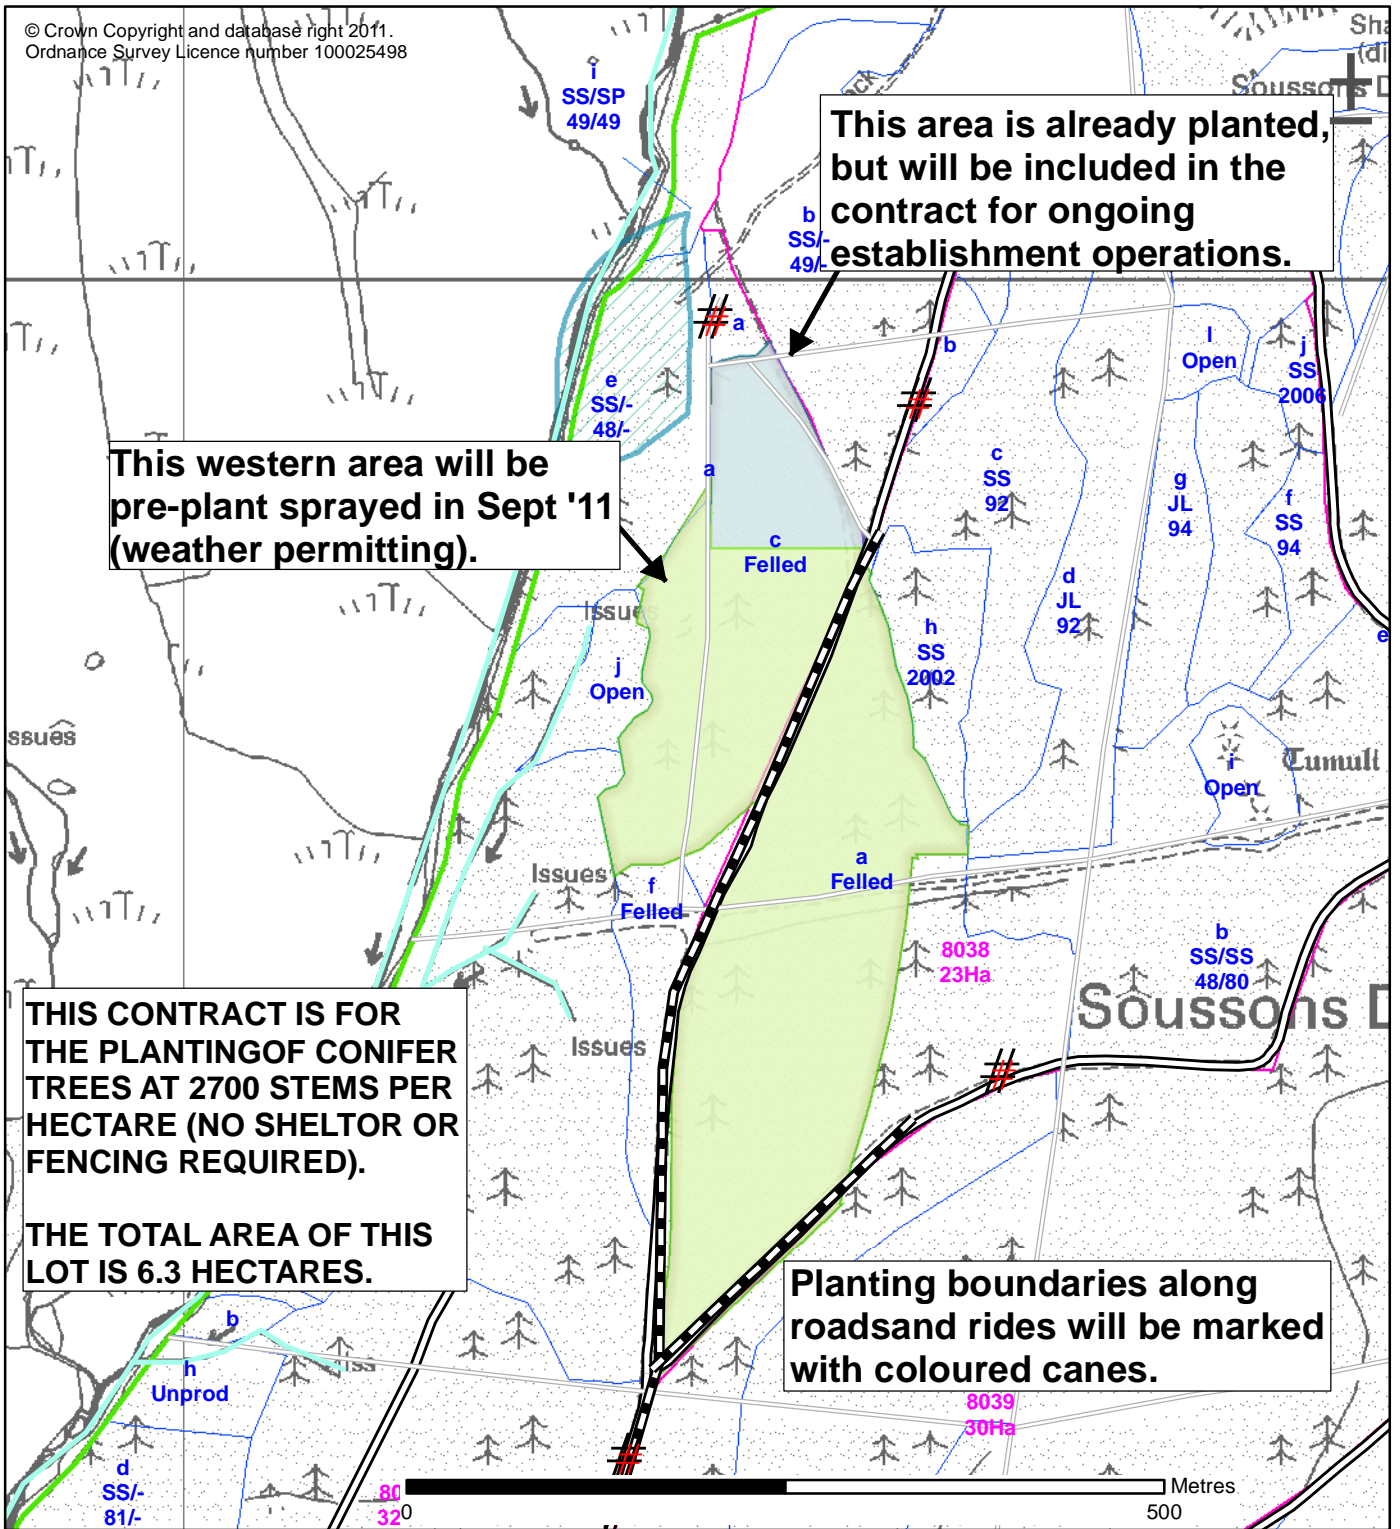 © Crown Copyright and database right 2011.
Ordnance Survey Licence number 100025498
i
SS/SP
49/49
Soussons D
This area is already planted,
but will be included in the
contract for ongoing
establishment operations.
b
SS/-
49/-
a
b
l
Open
j
SS
2006
e
SS/-
48/-
This western area will be
pre-plant sprayed in Sept '11
(weather permitting).
a
c
SS
92
g
JL
94
f
SS
94
c
Felled
d
JL
92
Issues
h
SS
2002
e
j
Open
ssues
Tumuli
i
Open
Issues
a
Felled
f
Felled
8038
23Ha
b
SS/SS
48/80
Soussons D
THIS CONTRACT IS FOR
THE PLANTINGOF CONIFER
TREES AT 2700 STEMS PER
HECTARE (NO SHELTOR OR
FENCING REQUIRED).
THE TOTAL AREA OF THIS
LOT IS 6.3 HECTARES.
Issues
Planting boundaries along
roadsand rides will be marked
with coloured canes.
b
Iss
h
Unprod
8039
30Ha
d
SS/-
81/-
80
32
0
500
Metres